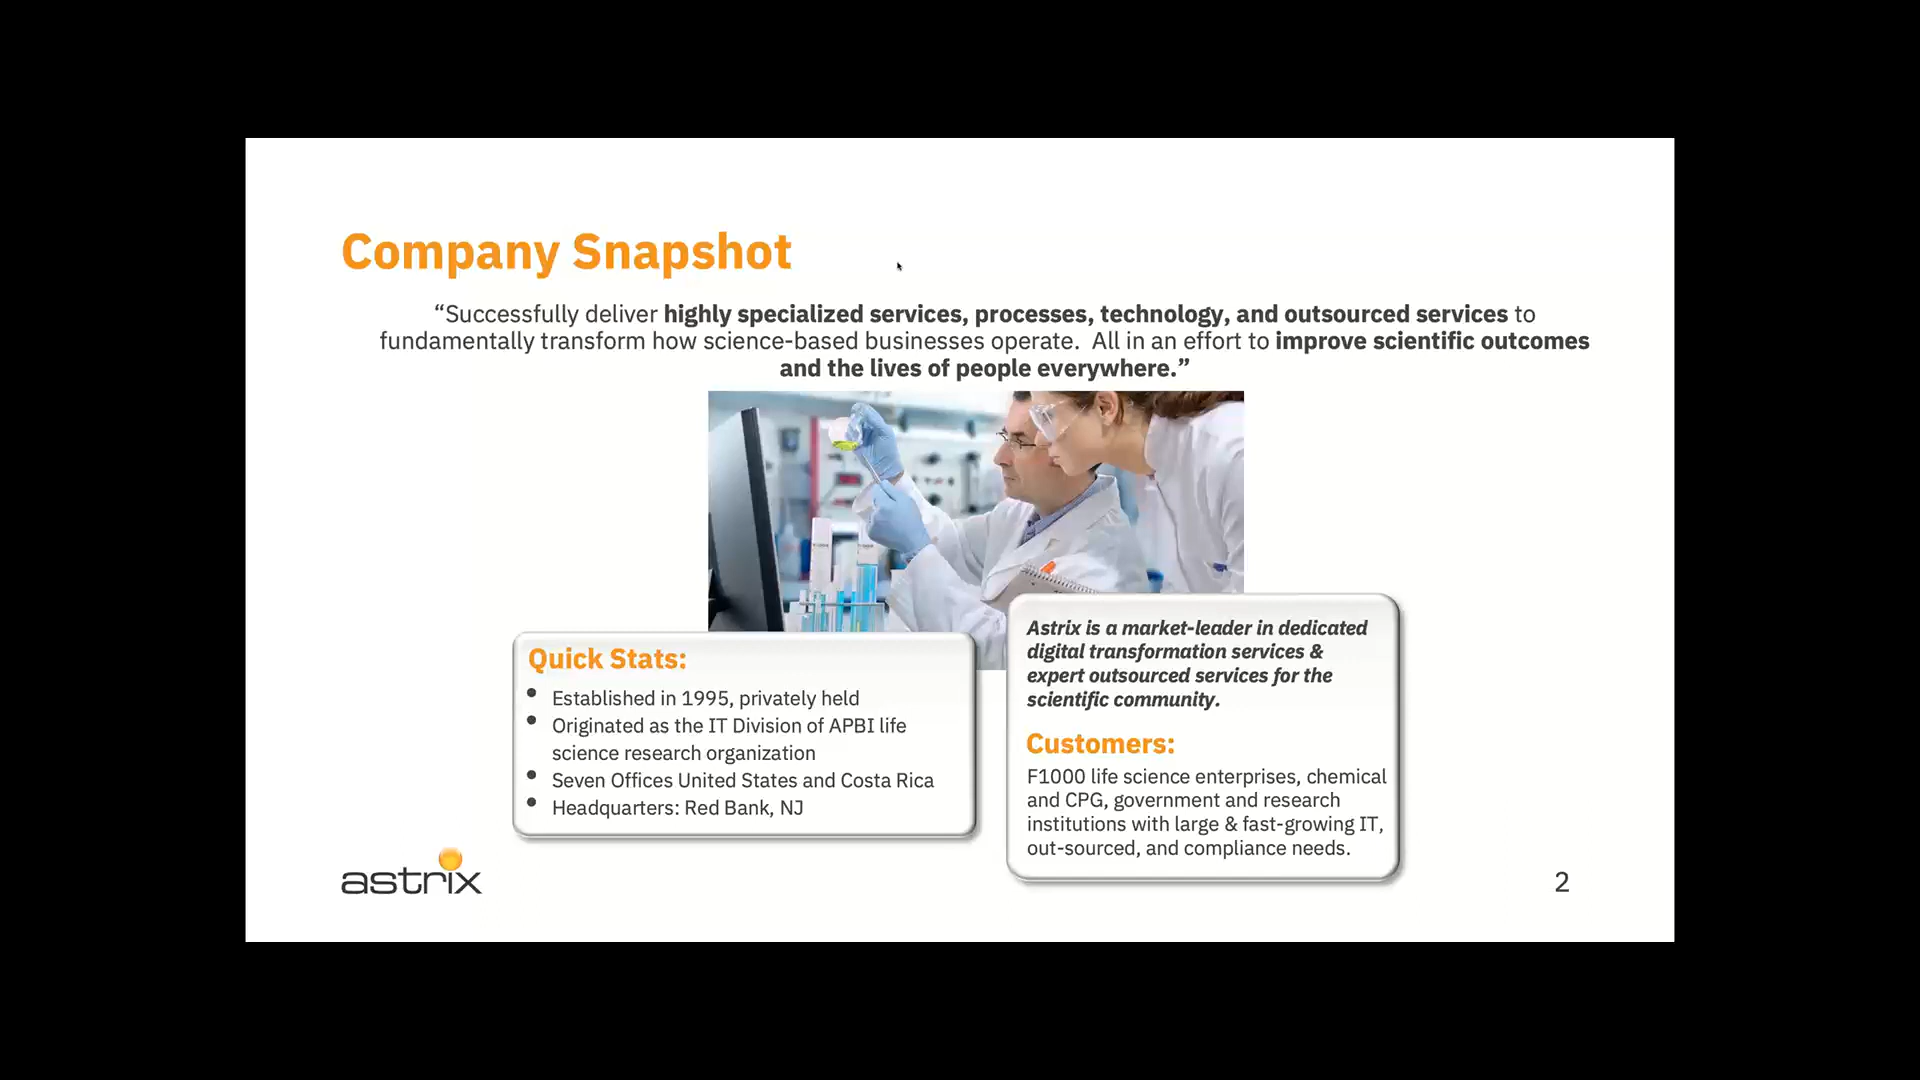 Company Snapshot
“Successfully deliver highly specialized services, processes, technology, and outsourced services to
fundamentally transform how science-based businesses operate.  All in an effort to improve scientific outcomes
and the lives of people everywhere.”
Quick Stats:
• Established in 1995, privately held
• Originated as the IT Division of APBI life
science research organization
• Seven Offices United States and Costa Rica
• Headquarters: Red Bank, NJ
Astrix is a market-leader in dedicated
digital transformation services &
expert outsourced services for the
scientific community.
Customers:
F1000 life science enterprises, chemical
and CPG, government and research
institutions with large & fast-growing IT,
out-sourced, and compliance needs.
astrix
2